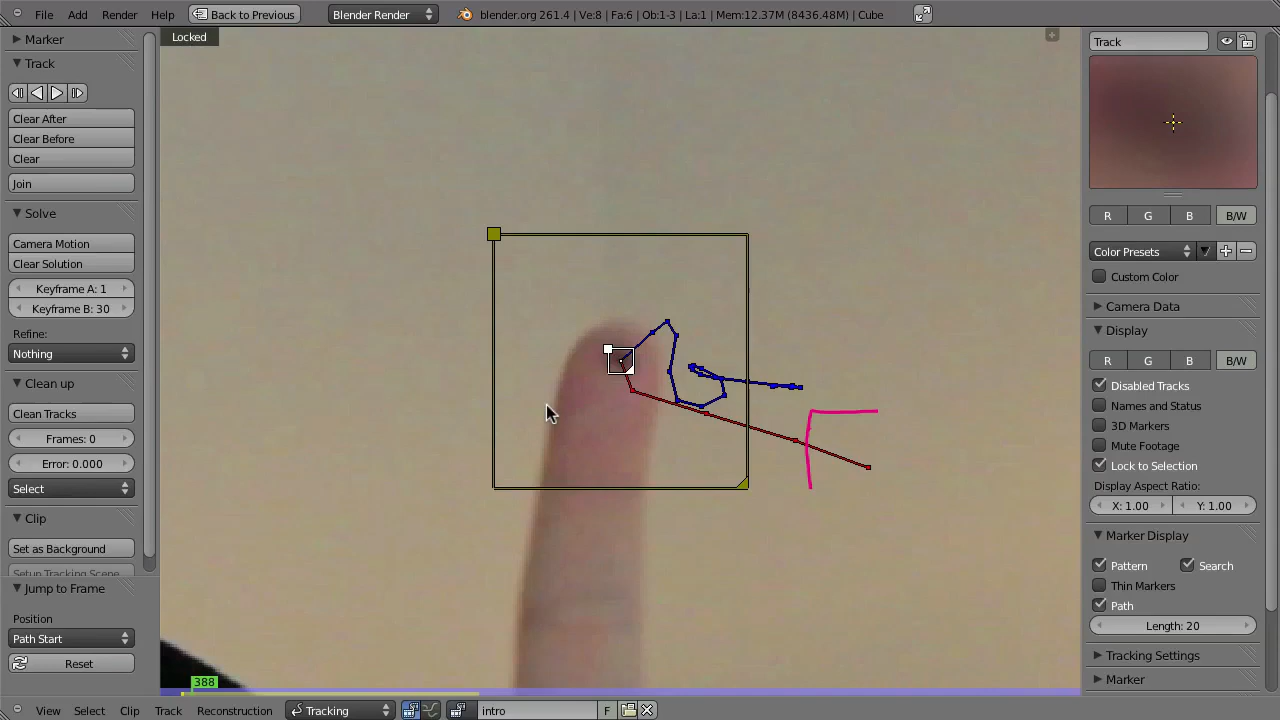 File Add Render Help Back to Previous Blender Render blender.org 261.4 | Ve:8 | Fa:6 | Ob:1-3 | La:1 | Mem:12.37M (8436.48M) | Cube
Marker
Track
Clear After
Clear Before
Clear
Join
Solve
Camera Motion
Clear Solution
Keyframe A: 1
Keyframe B: 30
Refine:
Nothing
Clean up
Clean Tracks
Frames: 0
Error: 0.000
Select
Clip
Set as Background
Setup Tracking Scene
Jump to Frame
Position
Path Start
Reset
Locked
388
Track
R G B B/W
Color Presets
Custom Color
Camera Data
Display
R G B B/W
Disabled Tracks
Names and Status
3D Markers
Mute Footage
Lock to Selection
Display Aspect Ratio:
X: 1.00 Y: 1.00
Marker Display
Pattern Search
Thin Markers
Path
Length: 20
Tracking Settings
Marker
View Select Clip Track Reconstruction Tracking intro F